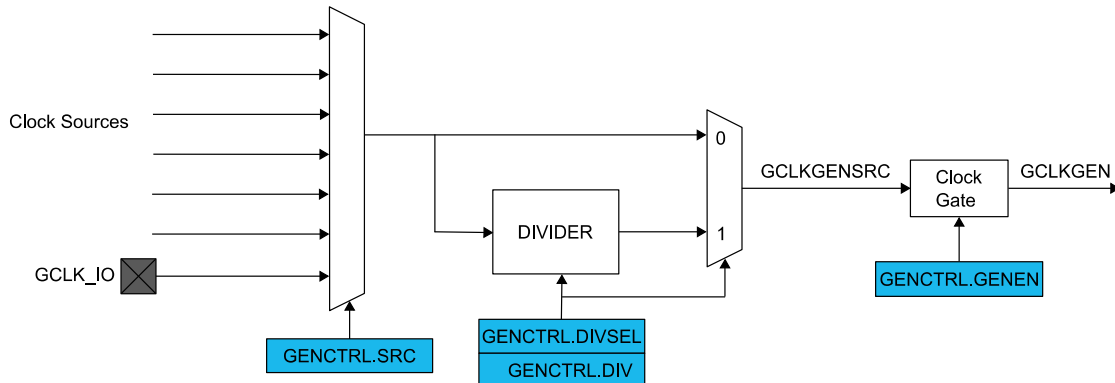 Clock Sources
GCLK_IO
GENCTRL.SRC
DIVIDER
GENCTRL.DIVSEL
GENCTRL.DIV
0
1
GCLKGENSRC
Clock
Gate
GENCTRL.GENEN
GCLKGEN